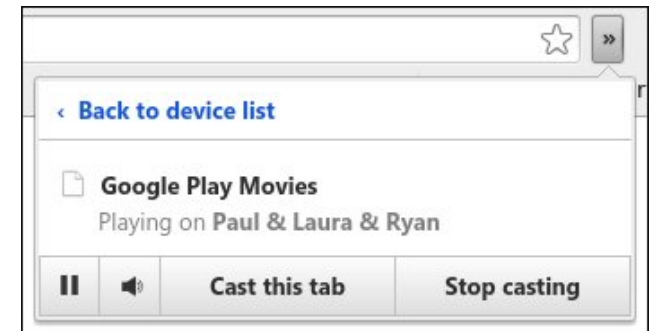 »
r
‹ Back to device list
Google Play Movies
Playing on Paul & Laura & Ryan
Cast this tab
Stop casting